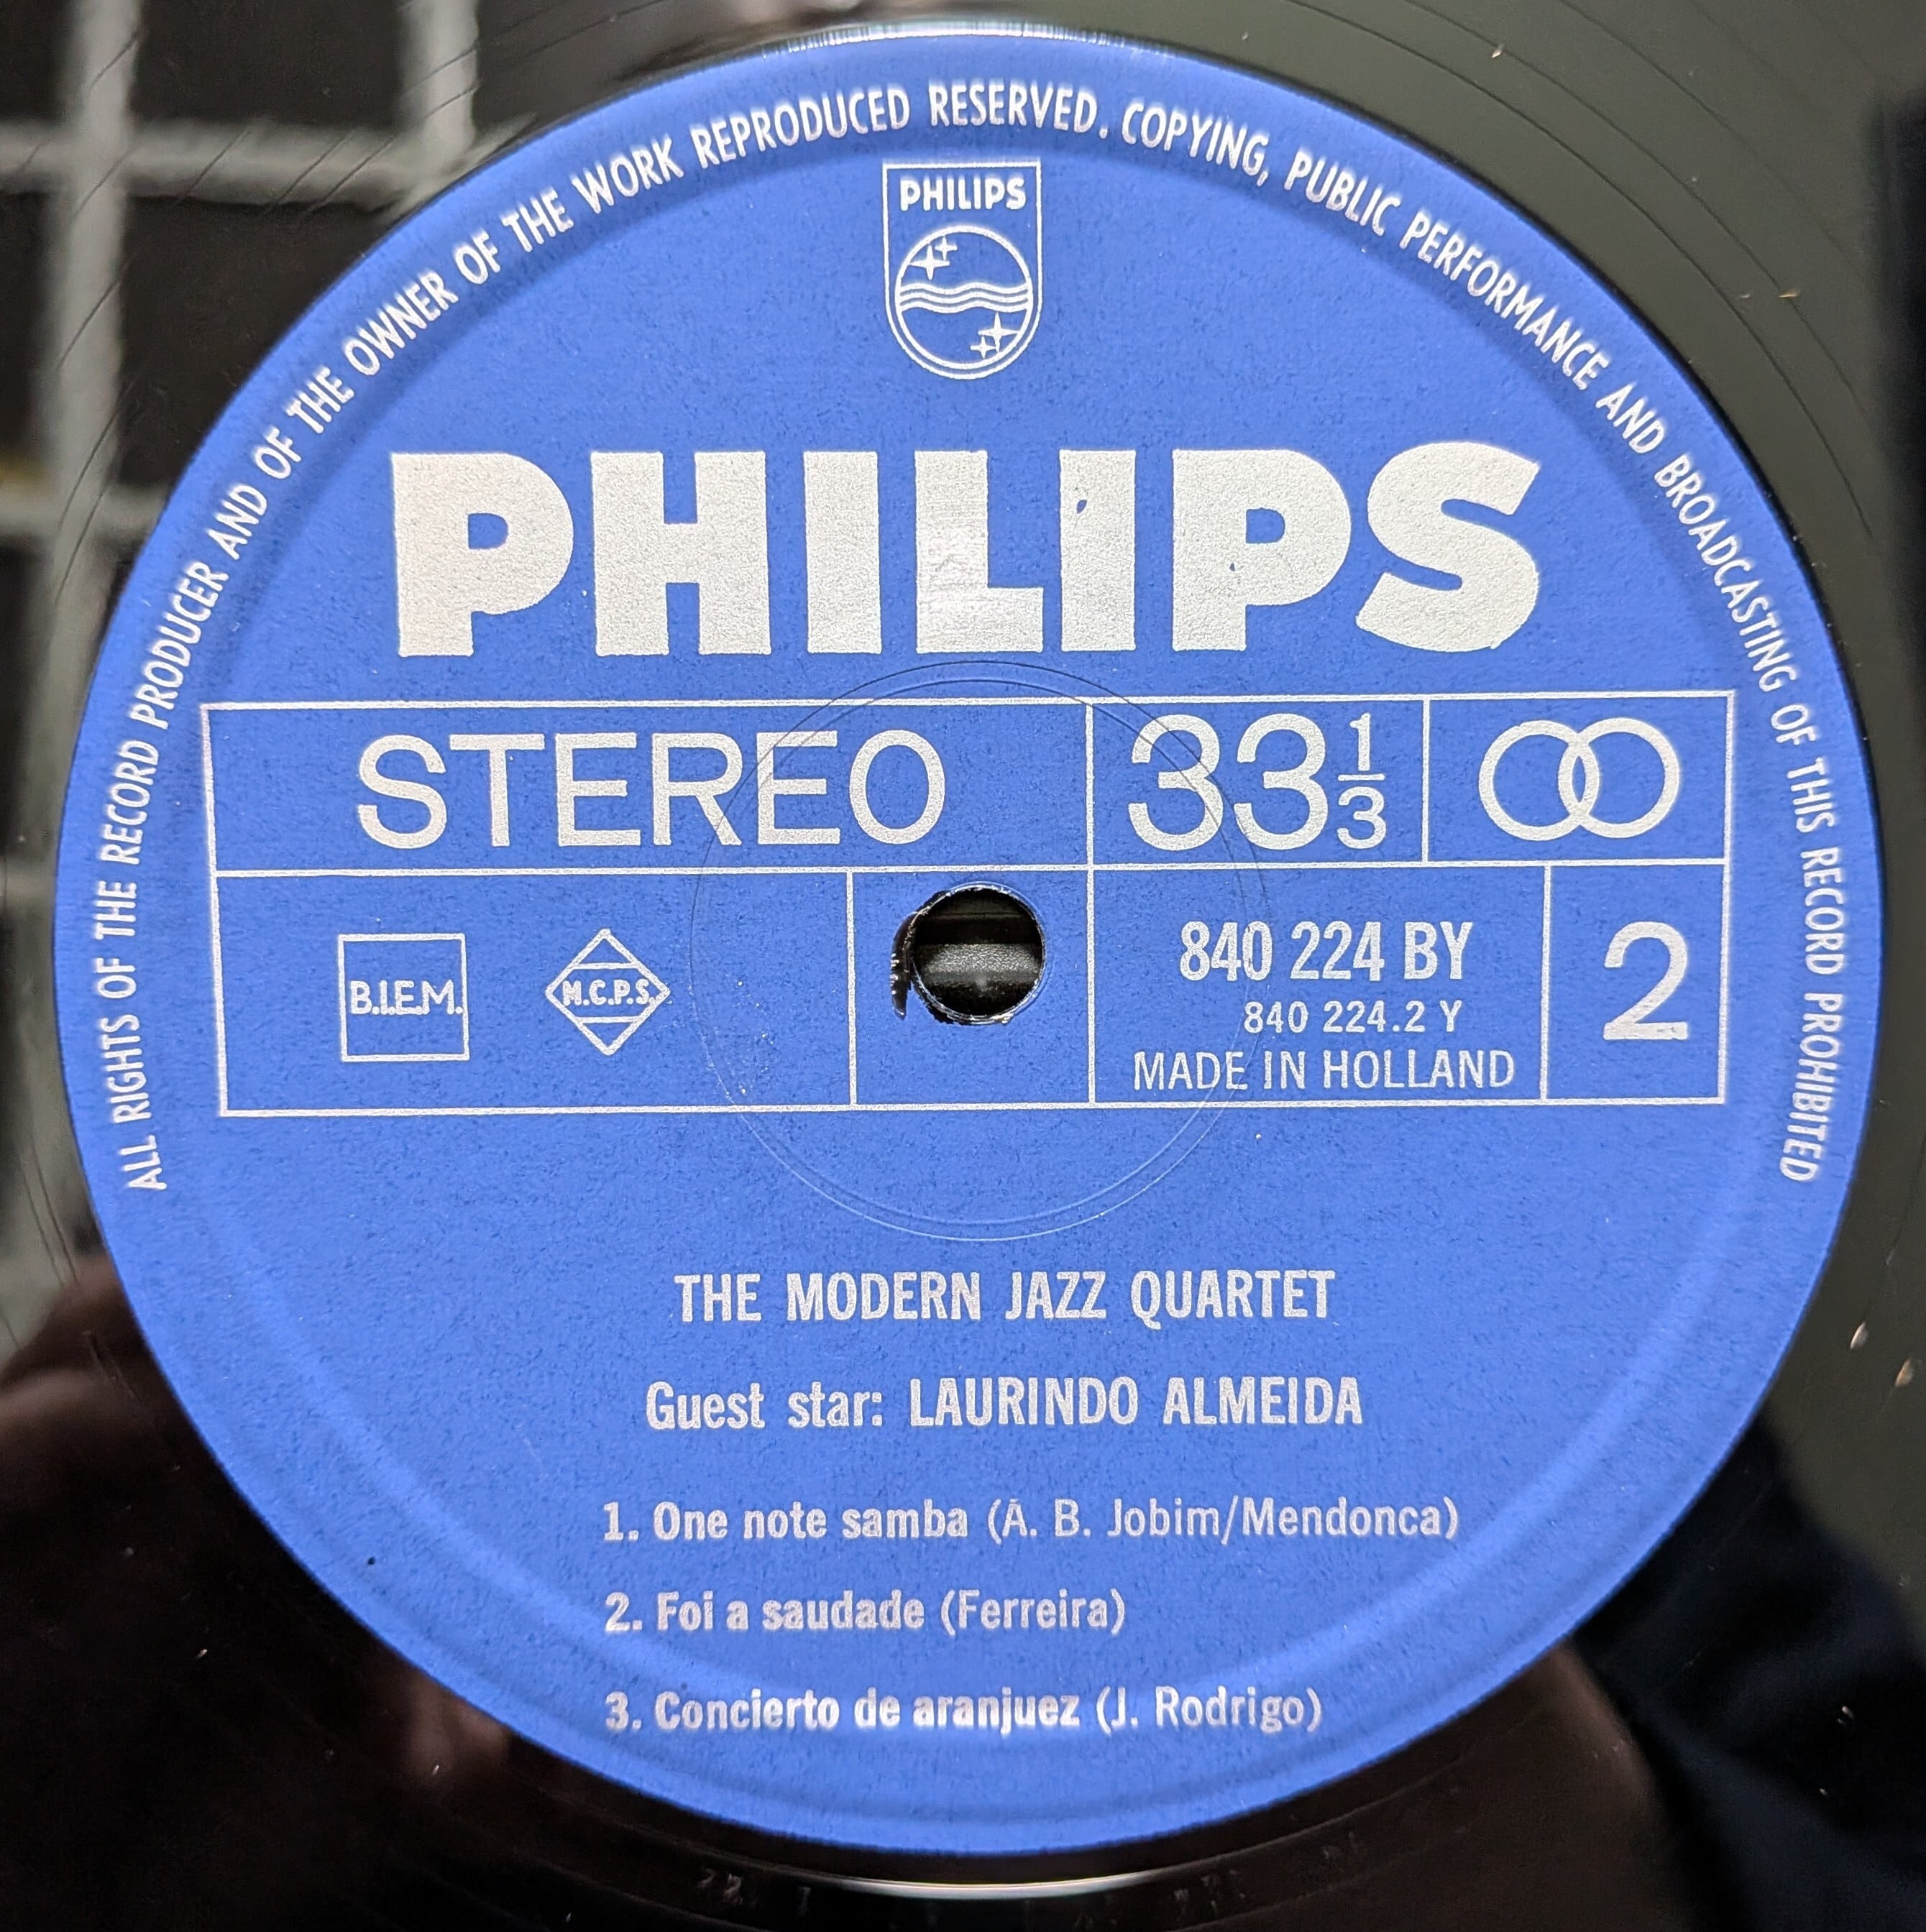 ALL RIGHTS OF THE RECORD PRODUCER AND OF THE OWNER OF THE WORK REPRODUCED RESERVED. COPYING, PUBLIC PERFORMANCE AND BROADCASTING OF THIS RECORD PROHIBITED
PHILIPS
PHILIPS
STEREO 33 1/3
B.I.E.M. M.C.P.S. 840 224 BY 2
840 224.2 Y
MADE IN HOLLAND
THE MODERN JAZZ QUARTET
Guest star: LAURINDO ALMEIDA
1. One note samba (A. B. Jobim/Mendonca)
2. Foi a saudade (Ferreira)
3. Concierto de aranjuez (J. Rodrigo)